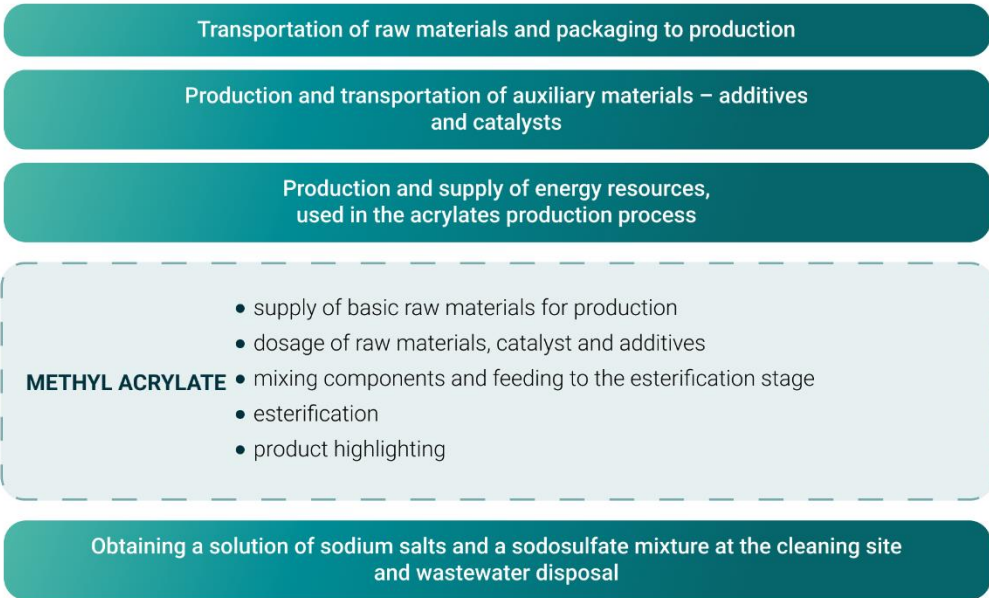 Transportation of raw materials and packaging to production
Production and transportation of auxiliary materials – additives
and catalysts
Production and supply of energy resources,
used in the acrylates production process
METHYL ACRYLATE
• supply of basic raw materials for production
• dosage of raw materials, catalyst and additives
• mixing components and feeding to the esterification stage
• esterification
• product highlighting
Obtaining a solution of sodium salts and a sodosulfate mixture at the cleaning site
and wastewater disposal